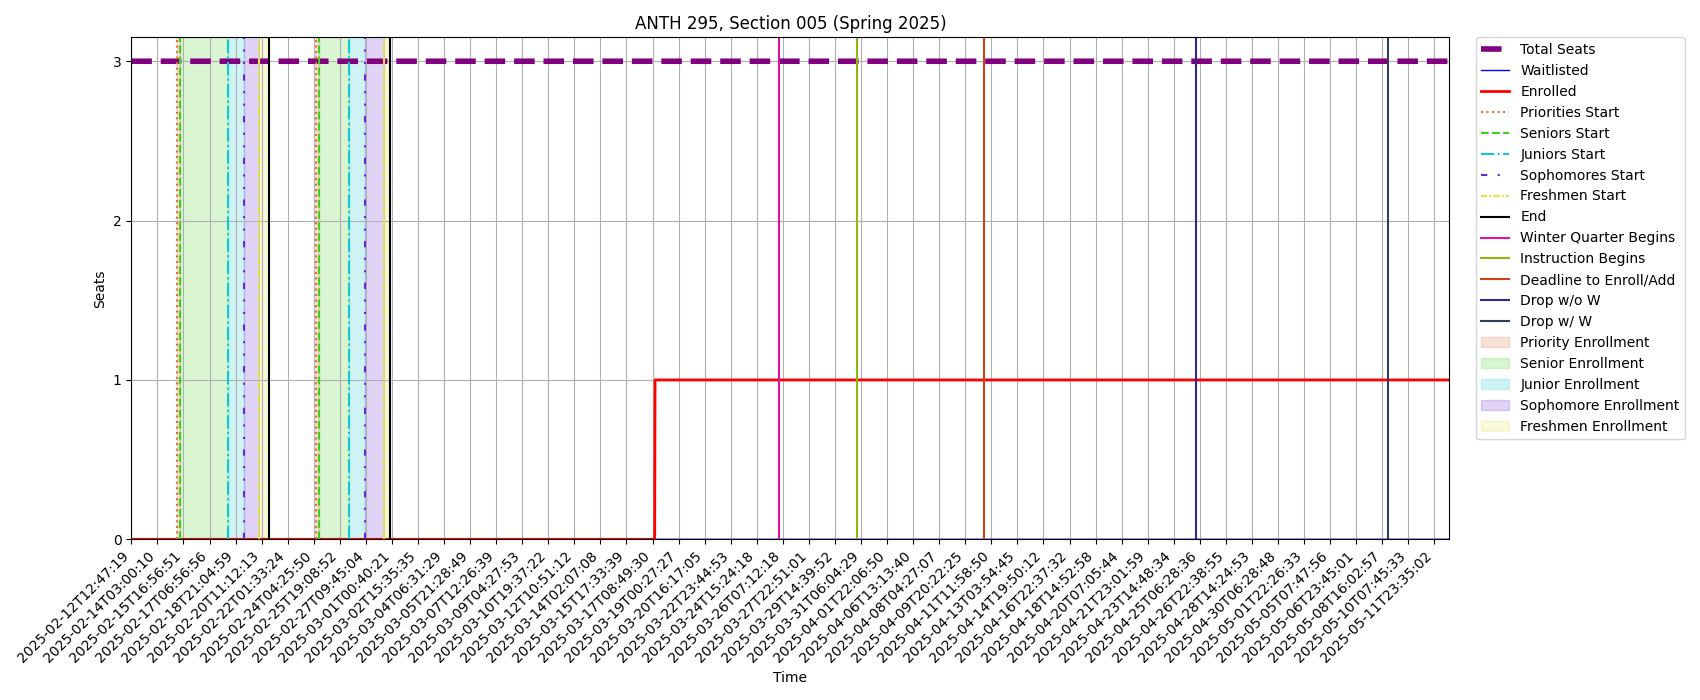 ANTH 295, Section 005 (Spring 2025)
Seats
3
2
1
0
2025-02-12T12:47:19
2025-02-14T03:00:10
2025-02-15T16:56:51
2025-02-17T06:56:56
2025-02-18T21:04:59
2025-02-20T11:12:13
2025-02-22T01:33:24
2025-02-24T04:25:50
2025-02-25T19:08:52
2025-02-27T09:45:04
2025-03-01T00:40:21
2025-03-02T15:35:35
2025-03-04T06:31:29
2025-03-05T21:28:49
2025-03-07T12:26:39
2025-03-09T04:27:53
2025-03-10T19:37:22
2025-03-12T10:51:12
2025-03-14T02:07:08
2025-03-15T17:33:39
2025-03-17T08:49:30
2025-03-19T00:27:27
2025-03-20T16:17:05
2025-03-22T23:44:53
2025-03-24T15:24:18
2025-03-26T07:12:18
2025-03-27T22:51:01
2025-03-29T14:39:52
2025-03-31T06:04:29
2025-04-01T22:06:50
2025-04-06T13:13:40
2025-04-08T04:27:07
2025-04-09T20:22:25
2025-04-11T11:58:50
2025-04-13T03:54:45
2025-04-14T19:50:12
2025-04-16T22:37:32
2025-04-18T14:52:58
2025-04-20T07:05:44
2025-04-21T23:01:59
2025-04-23T14:48:34
2025-04-25T06:28:36
2025-04-26T22:38:55
2025-04-28T14:24:53
2025-04-30T06:28:48
2025-05-01T22:26:33
2025-05-05T07:47:56
2025-05-06T23:45:01
2025-05-08T16:02:57
2025-05-10T07:45:33
2025-05-11T23:35:02
Time
Total Seats
Waitlisted
Enrolled
Priorities Start
Seniors Start
Juniors Start
Sophomores Start
Freshmen Start
End
Winter Quarter Begins
Instruction Begins
Deadline to Enroll/Add
Drop w/o W
Drop w/ W
Priority Enrollment
Senior Enrollment
Junior Enrollment
Sophomore Enrollment
Freshmen Enrollment